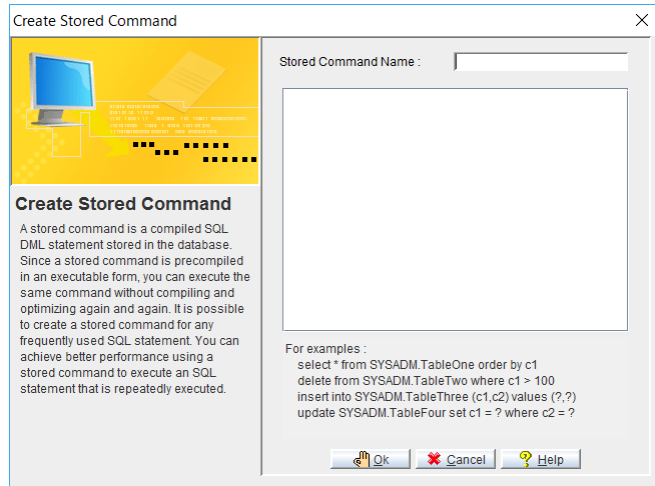 Create Stored Command
Stored Command Name :
Create Stored Command
A stored command is a compiled SQL
DML statement stored in the database.
Since a stored command is precompiled
in an executable form, you can execute the
same command without compiling and
optimizing again and again. It is possible
to create a stored command for any
frequently used SQL statement. You can
achieve better performance using a
stored command to execute an SQL
statement that is repeatedly executed.
For examples :
select * from SYSADM.TableOne order by c1
delete from SYSADM.TableTwo where c1 > 100
insert into SYSADM.TableThree (c1,c2) values (?,?)
update SYSADM.TableFour set c1 = ? where c2 = ?
Ok
Cancel
Help